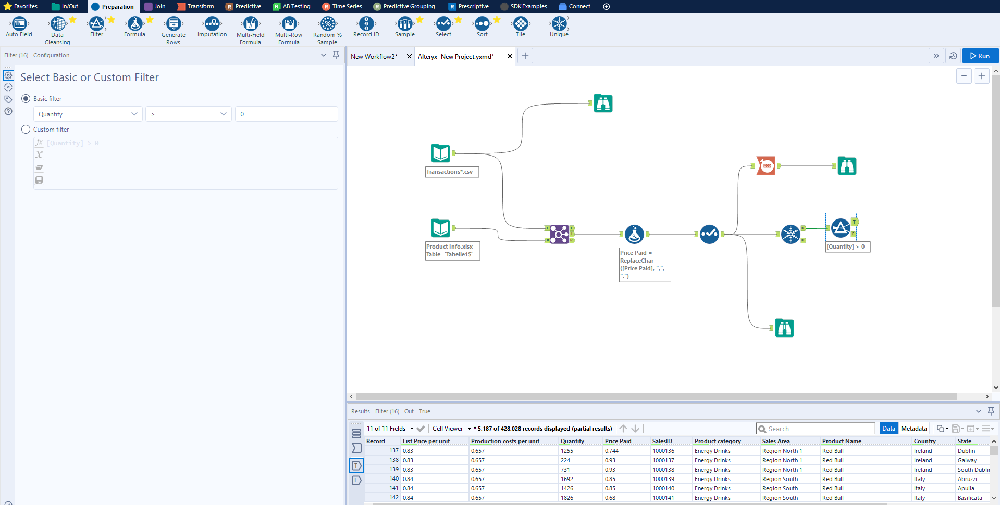 Favorites In/Out Preparation Join Transform R Predictive R AB Testing R Time Series R Predictive Grouping R Prescriptive SDKExamples Connect
Auto Field
Data
Cleansing
Filter
Formula
Generate
Rows
Imputation
Multi-Field
Formula
Multi-Row
Formula
Random %
Sample
Record ID
Sample
Select
Sort
Tile
Unique
Filter (16) - Configuration
Select Basic or Custom Filter
Basic filter
Quantity > 0
Custom filter
fx [Quantity] > 0
X
New Workflow2* Alteryx New Project.yxmd* Run
Transactions*.csv
Product Info.xlsx
Table=`Tabelle1$`
L L
J
R R
Price Paid =
ReplaceChar
([Price Paid], ",",
".")
U
D
T
F
[Quantity] > 0
Results - Filter (16) - Out - True
11 of 11 Fields Cell Viewer * 5,187 of 428,028 records displayed (partial results) Search Data Metadata
T
F
Record List Price per unit Production costs per unit Quantity Price Paid SalesID Product category Sales Area Product Name Country State
137 0.83 0.657 1255 0.744 1000136 Energy Drinks Region North 1 Red Bull Ireland Dublin
138 0.83 0.657 224 0.93 1000137 Energy Drinks Region North 1 Red Bull Ireland Galway
139 0.83 0.657 731 0.93 1000138 Energy Drinks Region North 1 Red Bull Ireland South Dublin
140 0.84 0.657 1692 0.85 1000139 Energy Drinks Region South Red Bull Italy Abruzzi
141 0.84 0.657 1426 0.85 1000140 Energy Drinks Region South Red Bull Italy Apulia
142 0.84 0.657 1826 0.68 1000141 Energy Drinks Region South Red Bull Italy Basilicata